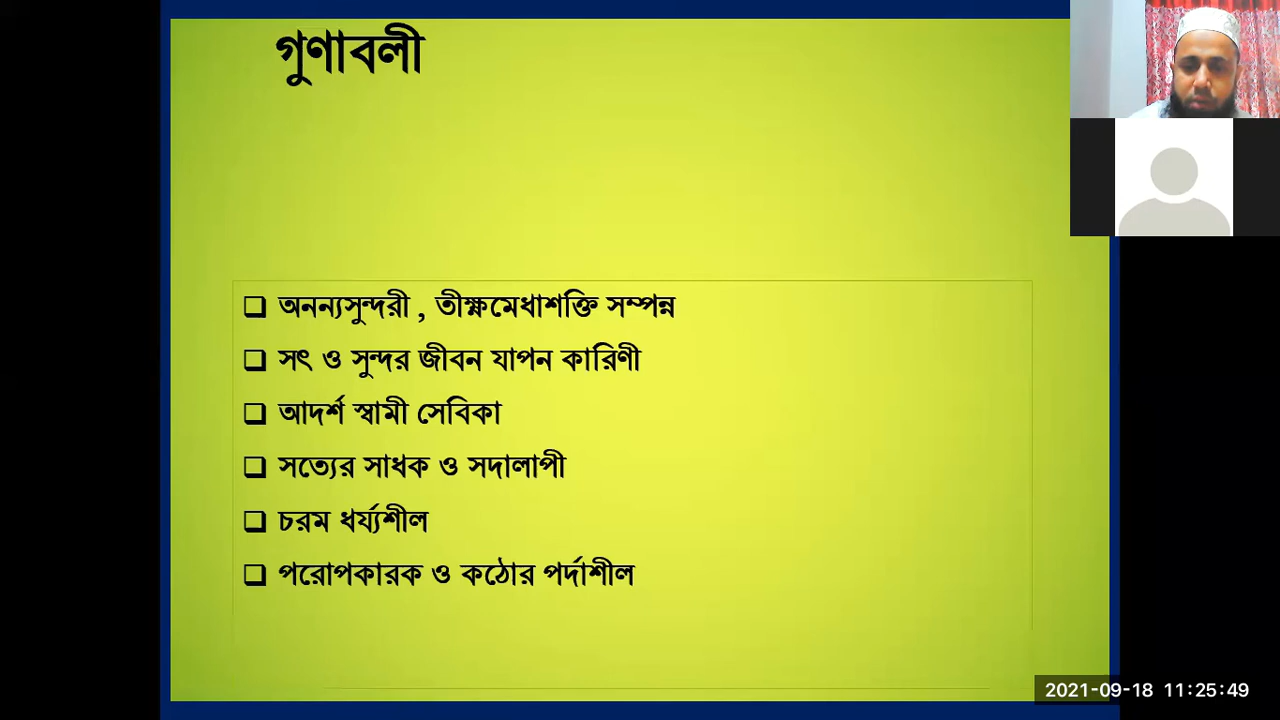 গুণাবলী
❑ অনন্যসুন্দরী , তীক্ষ্ণমেধাশক্তি সম্পন্ন
❑ সৎ ও সুন্দর জীবন যাপন কারিণী
❑ আদর্শ স্বামী সেবিকা
❑ সত্যের সাধক ও সদালাপী
❑ চরম ধর্য্যশীল
❑ পরোপকারক ও কঠোর পর্দাশীল
2021-09-18 11:25:49